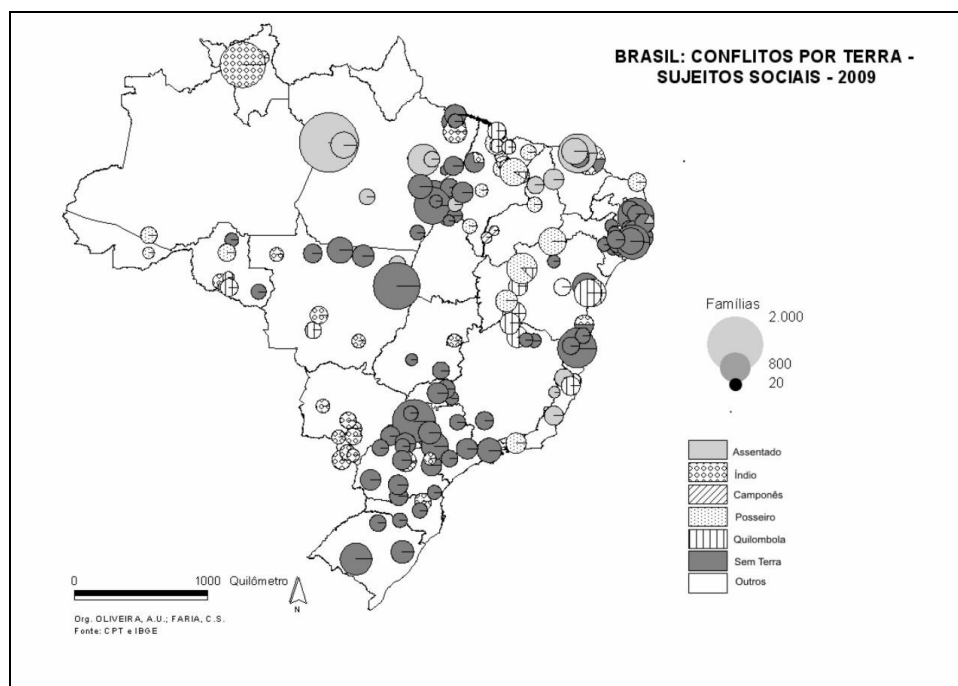 BRASIL: CONFLITOS POR TERRA -
SUJEITOS SOCIAIS - 2009
Famílias
2.000
800
20
Assentado
Índio
Camponês
Posseiro
Quilombola
Sem Terra
Outros
0 1000 Quilômetro
N
Org. OLIVEIRA, A.U.; FARIA, C.S.
Fonte: CPT e IBGE